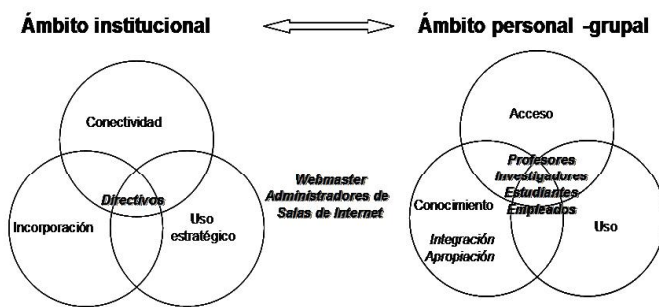 Ámbito institucional
Ámbito personal -grupal
Conectividad
Incorporación
Directivos
Uso
estratégico
Webmaster
Administradores de
Salas de Internet
Acceso
Profesores
Investigadores
Estudiantes
Empleados
Conocimiento
Integración
Apropiación
Uso